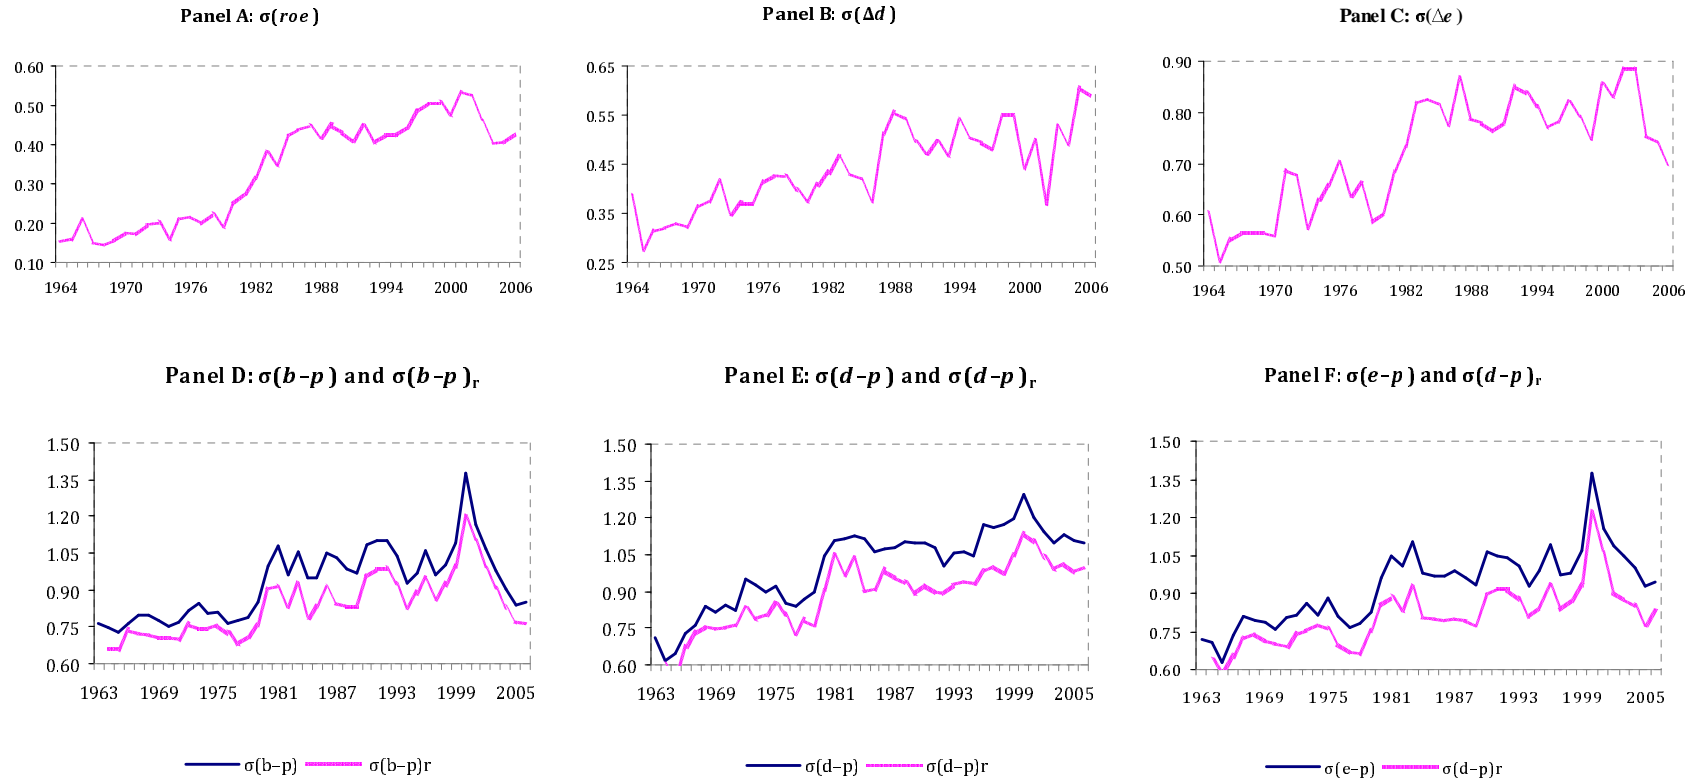 Panel A: σ(roe)
0.60
0.50
0.40
0.30
0.20
0.10
1964 1970 1976 1982 1988 1994 2000 2006
Panel B: σ(Δd)
0.65
0.55
0.45
0.35
0.25
1964 1970 1976 1982 1988 1994 2000 2006
Panel C: σ(Δe)
0.90
0.80
0.70
0.60
0.50
1964 1970 1976 1982 1988 1994 2000 2006
Panel D: σ(b–p) and σ(b–p)r
1.50
1.35
1.20
1.05
0.90
0.75
0.60
1963 1969 1975 1981 1987 1993 1999 2005
σ(b–p) σ(b–p)r
Panel E: σ(d–p) and σ(d–p)r
1.50
1.35
1.20
1.05
0.90
0.75
0.60
1963 1969 1975 1981 1987 1993 1999 2005
σ(d–p) σ(d–p)r
Panel F: σ(e–p) and σ(d–p)r
1.50
1.35
1.20
1.05
0.90
0.75
0.60
1963 1969 1975 1981 1987 1993 1999 2005
σ(e–p) σ(d–p)r